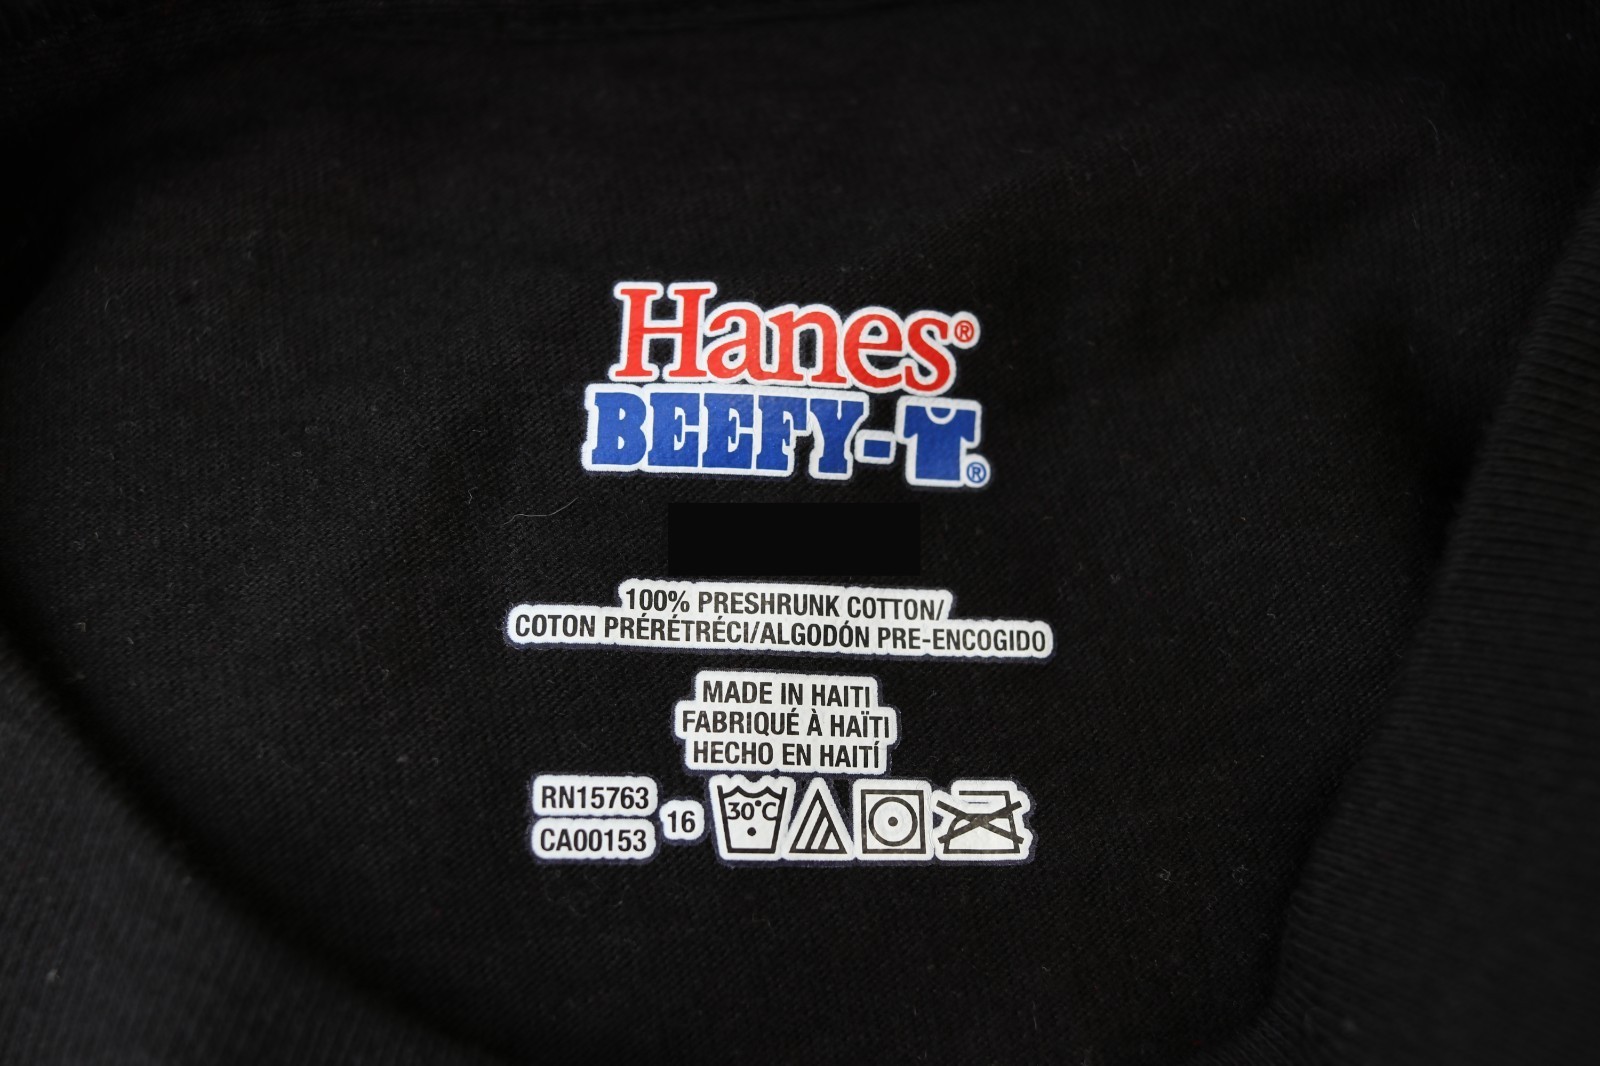 Hanes®
BEEFY-T®
100% PRESHRUNK COTTON/
COTON PRÉRÉTRÉCI/ALGODÓN PRE-ENCOGIDO
MADE IN HAITI
FABRIQUÉ À HAÏTI
HECHO EN HAITÍ
RN15763
CA00153
16
30°C